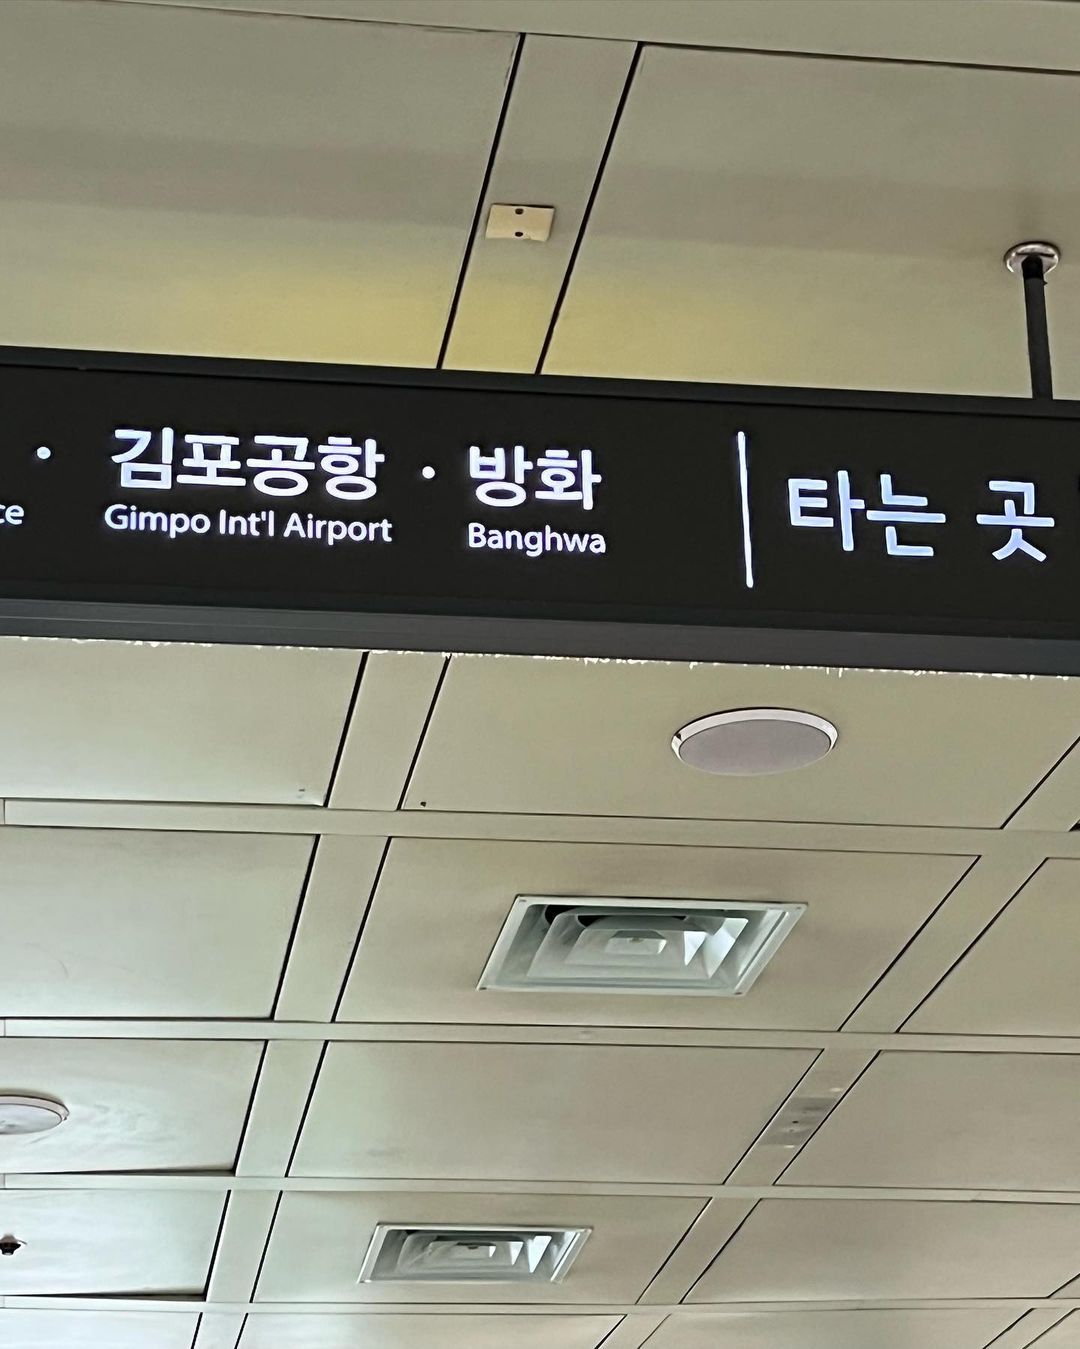 · 김포공항 · 방화 | 타는 곳
Gimpo Int'l Airport Banghwa